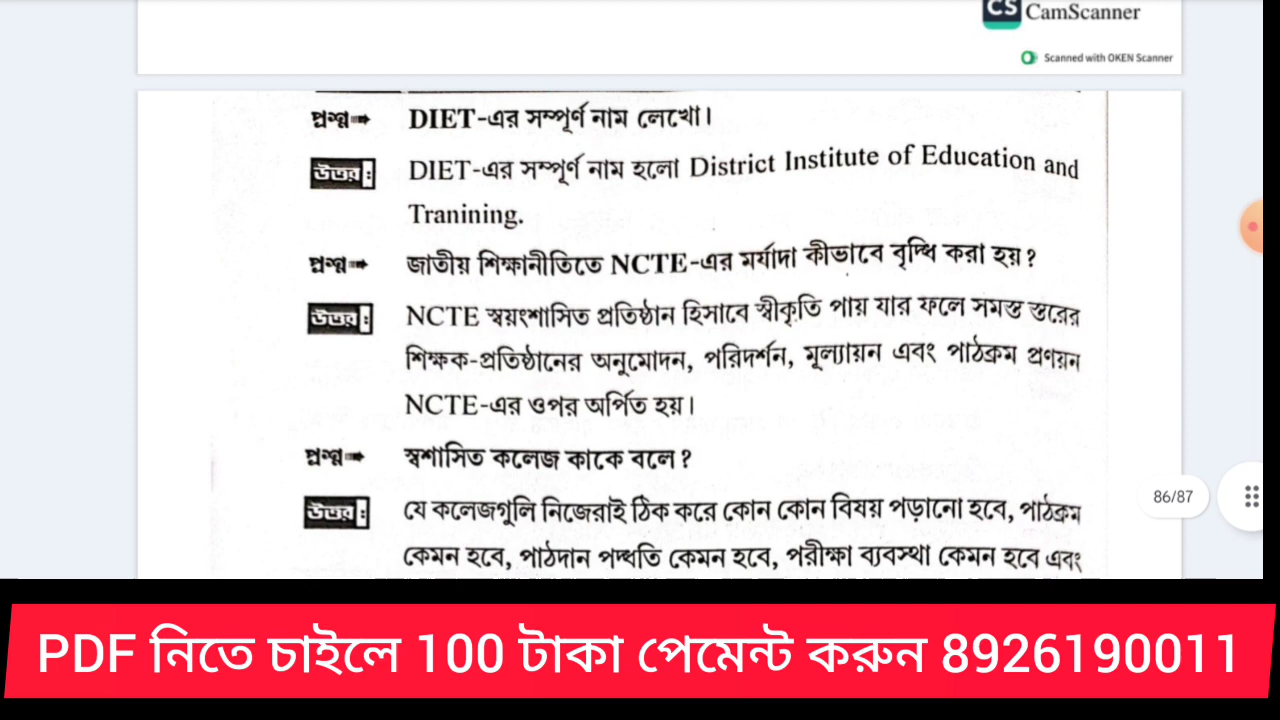 CS CamScanner
Scanned with OKEN Scanner
প্রশ্ন➠ DIET-এর সম্পূর্ণ নাম লেখো।
উত্তর : DIET-এর সম্পূর্ণ নাম হলো District Institute of Education and
Tranining.
প্রশ্ন➠ জাতীয় শিক্ষানীতিতে NCTE-এর মর্যাদা কীভাবে বৃদ্ধি করা হয়?
উত্তর : NCTE স্বয়ংশাসিত প্রতিষ্ঠান হিসাবে স্বীকৃতি পায় যার ফলে সমস্ত স্তরের
শিক্ষক-প্রতিষ্ঠানের অনুমোদন, পরিদর্শন, মূল্যায়ন এবং পাঠক্রম প্রণয়ন
NCTE-এর ওপর অর্পিত হয়।
প্রশ্ন➠ স্বশাসিত কলেজ কাকে বলে?
86/87
উত্তর : যে কলেজগুলি নিজেরাই ঠিক করে কোন কোন বিষয় পড়ানো হবে, পাঠক্রম
কেমন হবে, পাঠদান পদ্ধতি কেমন হবে, পরীক্ষা ব্যবস্থা কেমন হবে এবং
PDF নিতে চাইলে 100 টাকা পেমেন্ট করুন 8926190011